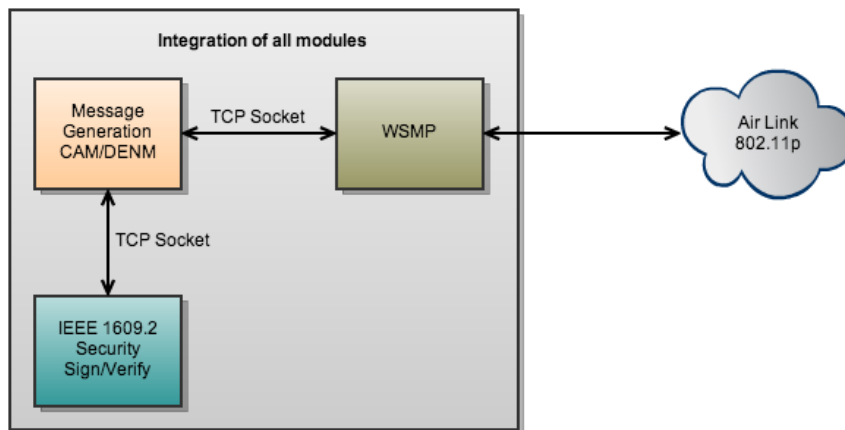 Integration of all modules
Message
Generation
CAM/DENM
TCP Socket
WSMP
Air Link
802.11p
TCP Socket
IEEE 1609.2
Security
Sign/Verify